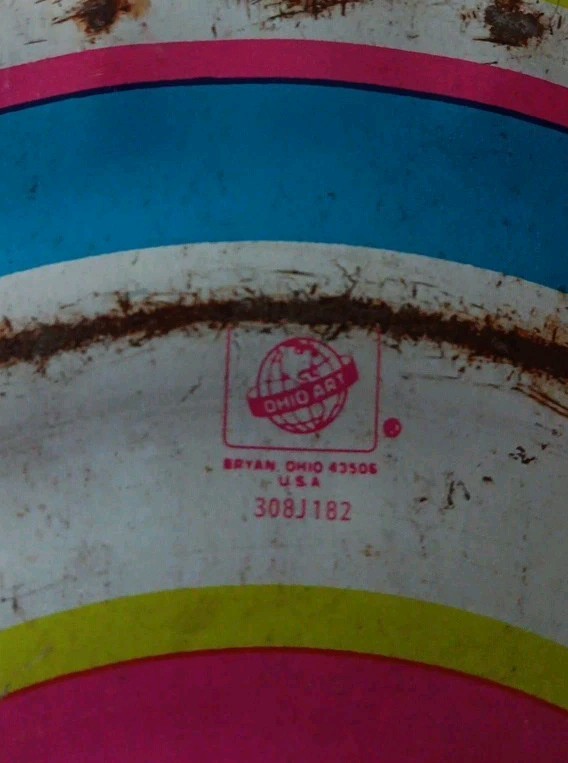 OHIO ART
®
BRYAN, OHIO 43506
U.S.A
308J182